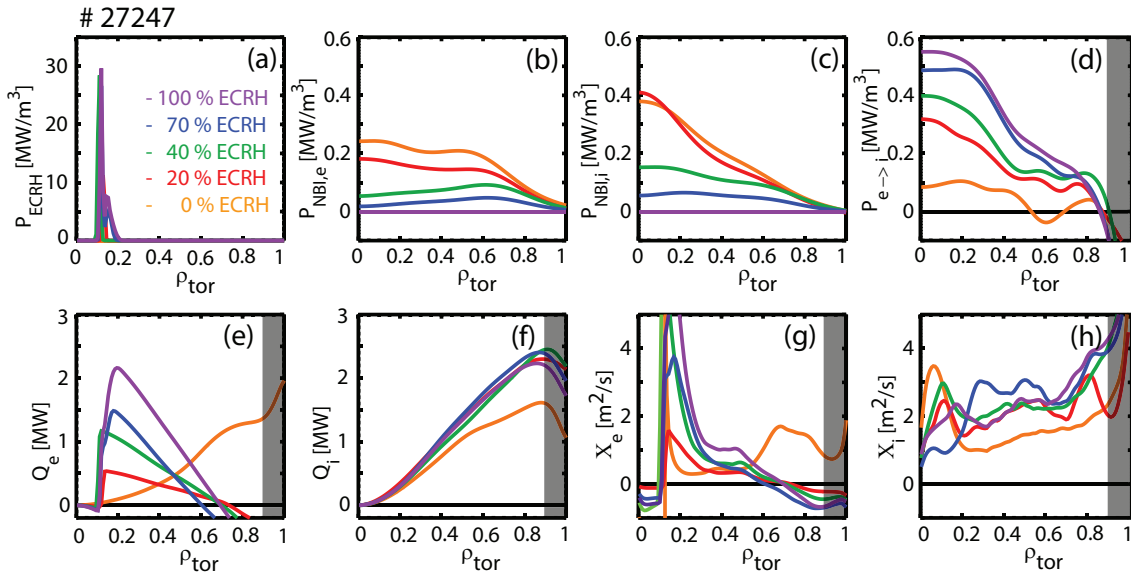 # 27247
(a)
P_ECRH [MW/m³]
30
20
10
0
- 100 % ECRH
- 70 % ECRH
- 40 % ECRH
- 20 % ECRH
- 0 % ECRH
0 0.2 0.4 0.6 0.8 1
ρ_tor
(b)
P_NBI,e [MW/m³]
0.6
0.4
0.2
0
0 0.2 0.4 0.6 0.8 1
ρ_tor
(c)
P_NBI,i [MW/m³]
0.6
0.4
0.2
0
0 0.2 0.4 0.6 0.8 1
ρ_tor
(d)
P_e-> i [MW/m³]
0.6
0.4
0.2
0
0 0.2 0.4 0.6 0.8 1
ρ_tor
(e)
Q_e [MW]
3
2
1
0
0 0.2 0.4 0.6 0.8 1
ρ_tor
(f)
Q_i [MW]
3
2
1
0
0 0.2 0.4 0.6 0.8 1
ρ_tor
(g)
X_e [m²/s]
4
2
0
0 0.2 0.4 0.6 0.8 1
ρ_tor
(h)
X_i [m²/s]
4
2
0
0 0.2 0.4 0.6 0.8 1
ρ_tor